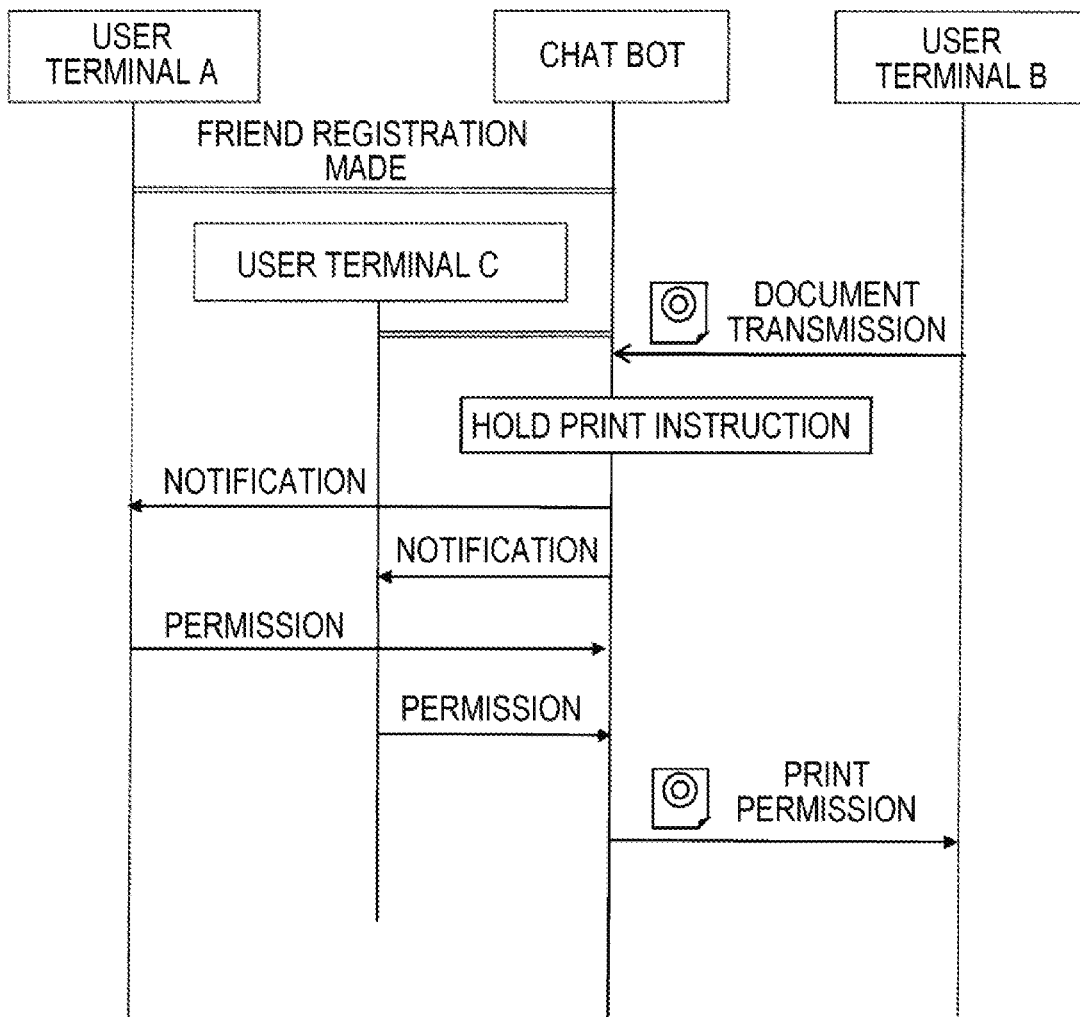 USER
TERMINAL A
CHAT BOT
USER
TERMINAL B
FRIEND REGISTRATION
MADE
USER TERMINAL C
DOCUMENT
TRANSMISSION
HOLD PRINT INSTRUCTION
NOTIFICATION
NOTIFICATION
PERMISSION
PERMISSION
PRINT
PERMISSION